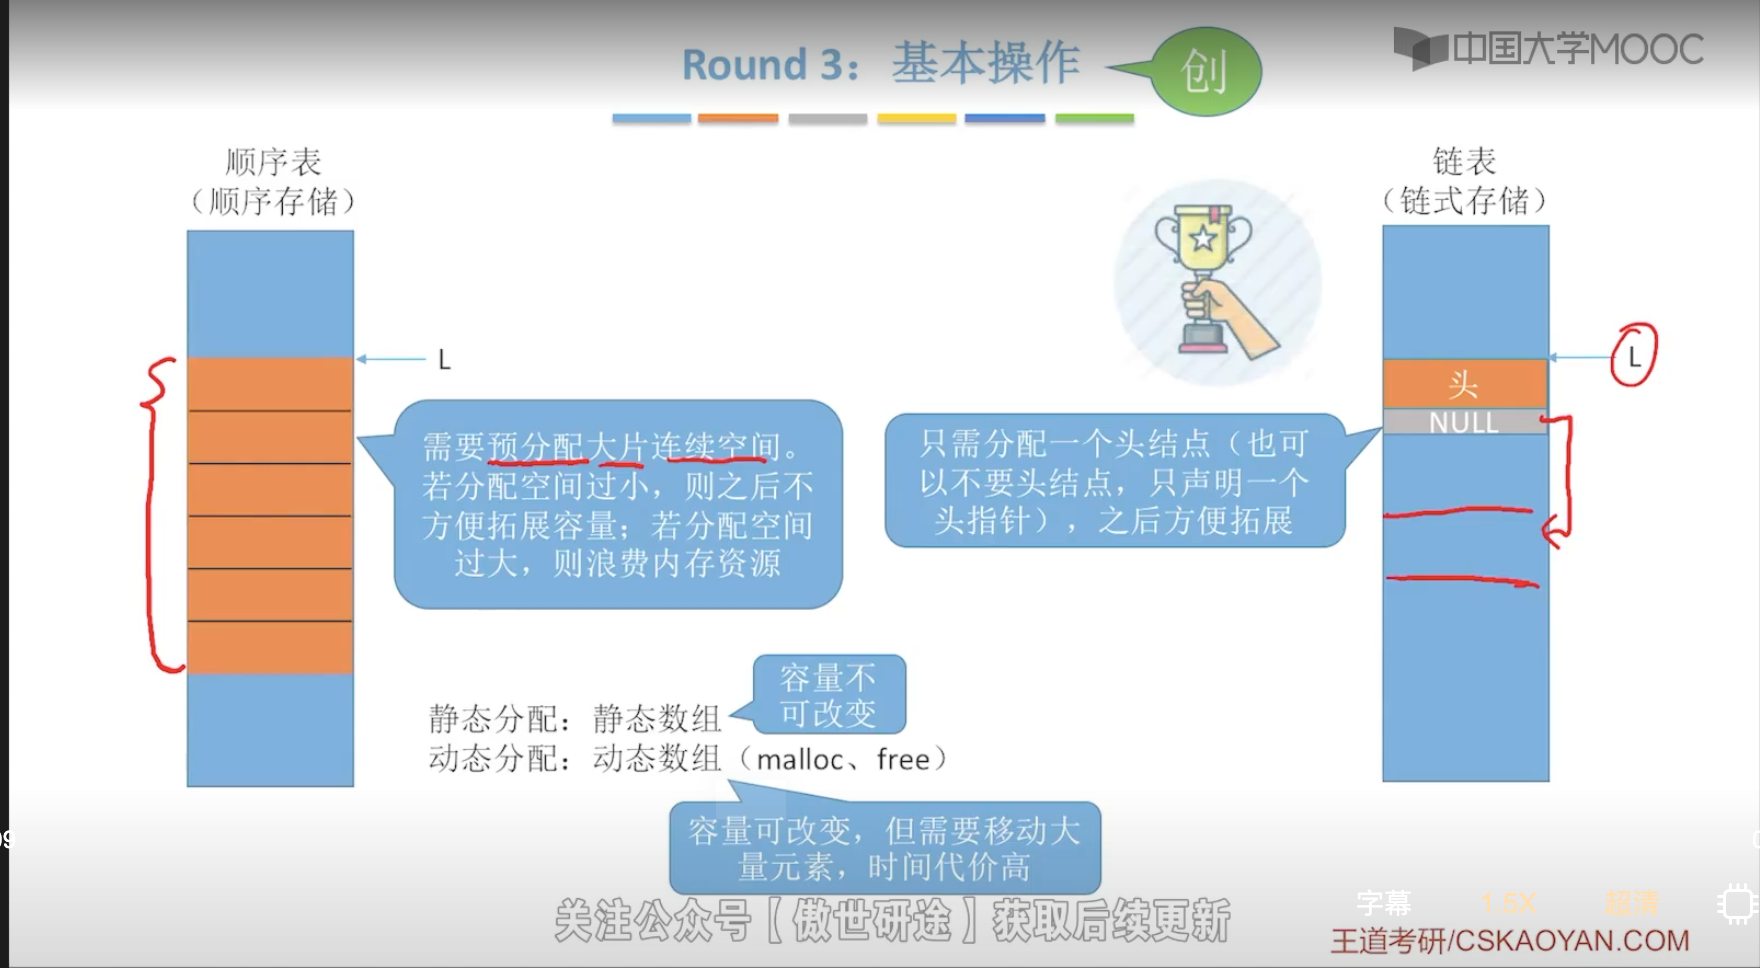 Round 3：基本操作
创
中国大学MOOC
顺序表
（顺序存储）
L
需要预分配大片连续空间。
若分配空间过小，则之后不
方便拓展容量；若分配空间
过大，则浪费内存资源
链表
（链式存储）
L
头
NULL
只需分配一个头结点（也可
以不要头结点，只声明一个
头指针），之后方便拓展
容量不
可改变
静态分配：静态数组
动态分配：动态数组（malloc、free）
容量可改变，但需要移动大
量元素，时间代价高
关注公众号【傲世研途】获取后续更新
字幕
1.5X
超清
王道考研/CSKAOYAN.COM